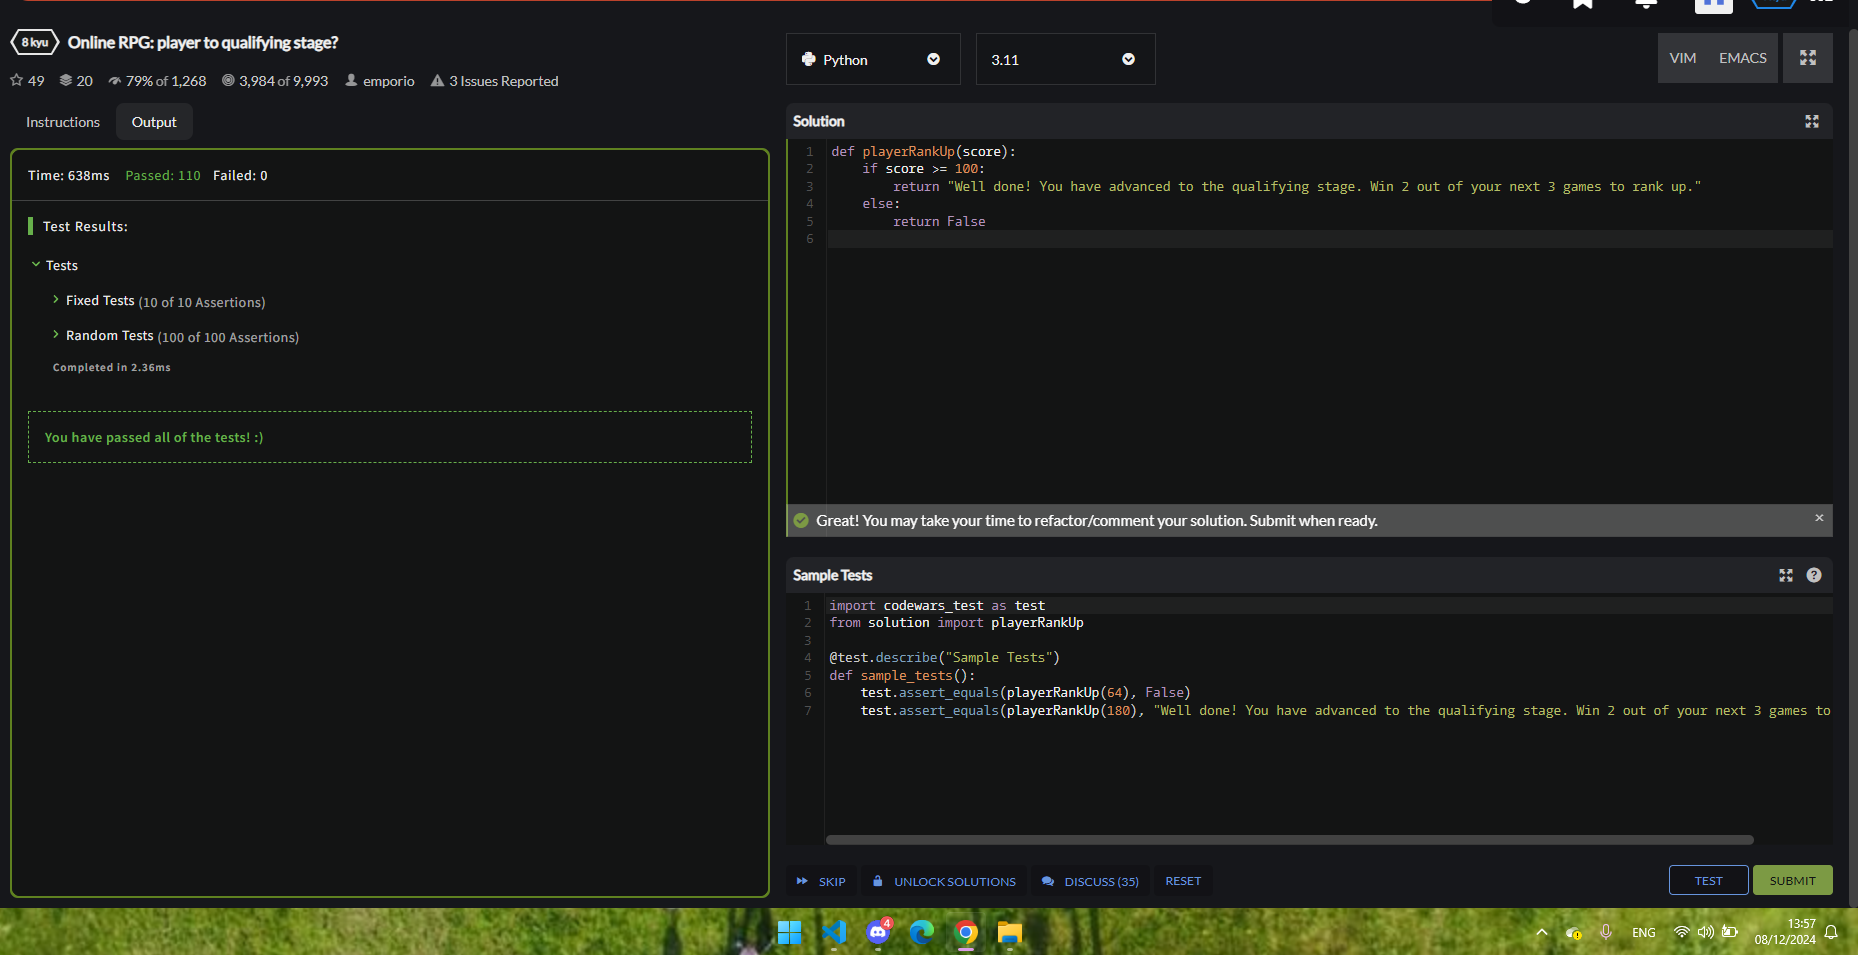 8 kyu Online RPG: player to qualifying stage?
49 20 79% of 1,268 3,984 of 9,993 emporio 3 Issues Reported
Instructions Output
Time: 638ms Passed: 110 Failed: 0
Test Results:
Tests
Fixed Tests (10 of 10 Assertions)
Random Tests (100 of 100 Assertions)
Completed in 2.36ms
You have passed all of the tests! :)
Python 3.11 VIM EMACS
Solution
1 def playerRankUp(score):
2 if score >= 100:
3 return "Well done! You have advanced to the qualifying stage. Win 2 out of your next 3 games to rank up."
4 else:
5 return False
6
Great! You may take your time to refactor/comment your solution. Submit when ready. ×
Sample Tests ?
1 import codewars_test as test
2 from solution import playerRankUp
3
4 @test.describe("Sample Tests")
5 def sample_tests():
6 test.assert_equals(playerRankUp(64), False)
7 test.assert_equals(playerRankUp(180), "Well done! You have advanced to the qualifying stage. Win 2 out of your next 3 games to
SKIP UNLOCK SOLUTIONS DISCUSS (35) RESET TEST SUBMIT
4 ENG 13:57
08/12/2024